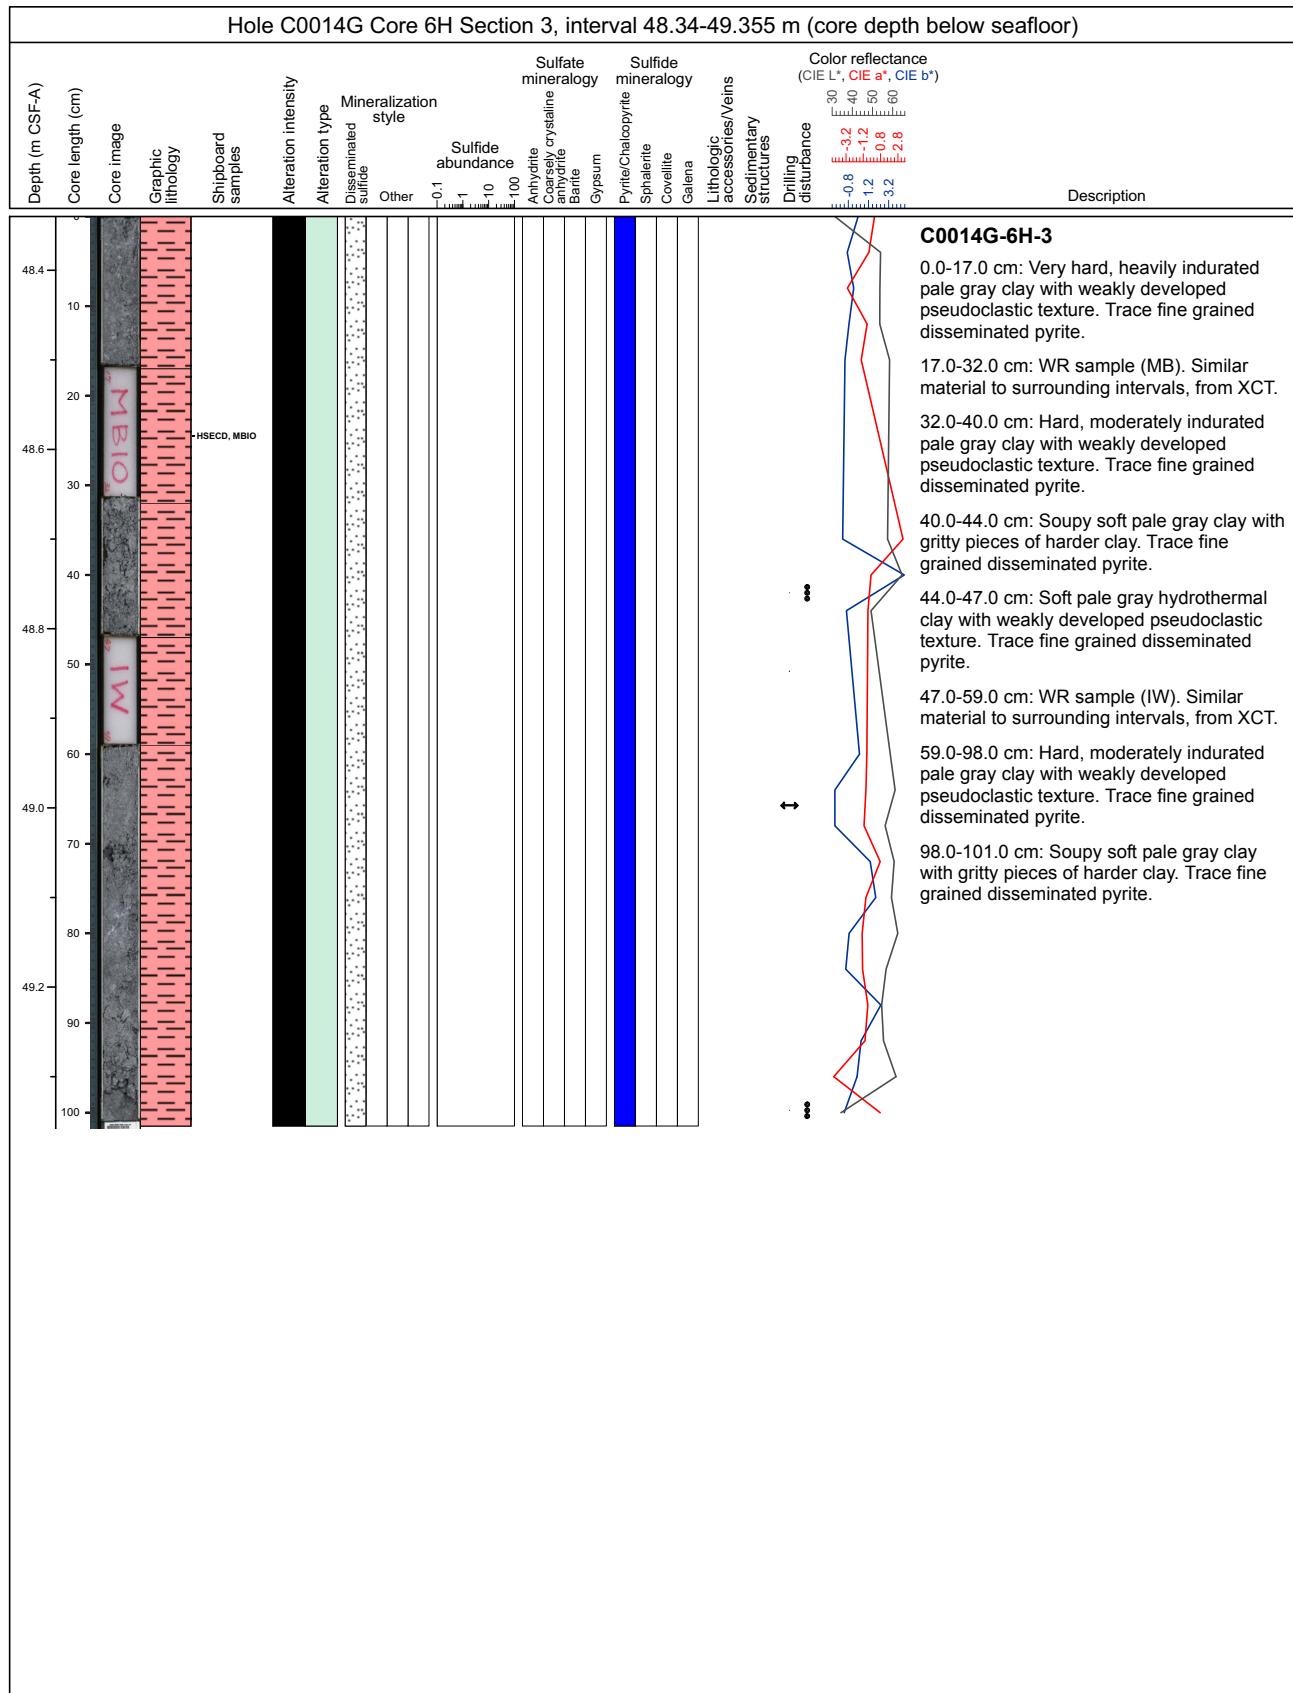 Hole C0014G Core 6H Section 3, interval 48.34-49.355 m (core depth below seafloor)
Depth (m CSF-A)
Core length (cm)
Core image
Graphic
lithology
Shipboard
samples
Alteration intensity
Alteration type
Mineralization
style
Disseminated
sulfide
Other
Sulfide
abundance
0.1
1
10
100
Sulfate
mineralogy
Anhydrite
Coarsely crystaline
anhydrite
Barite
Gypsum
Sulfide
mineralogy
Pyrite/Chalcopyrite
Sphalerite
Covellite
Galena
Lithologic
accessories/Veins
Sedimentary
structures
Drilling
disturbance
Color reflectance
(CIE L*, CIE a*, CIE b*)
30
40
50
60
-3.2
-1.2
0.8
2.8
-0.8
1.2
3.2
Description
48.4
48.6
48.8
49.0
49.2
0
10
20
30
40
50
60
70
80
90
100
MBIO
IW
HSECD, MBIO
C0014G-6H-3
0.0-17.0 cm: Very hard, heavily indurated
pale gray clay with weakly developed
pseudoclastic texture. Trace fine grained
disseminated pyrite.
17.0-32.0 cm: WR sample (MB). Similar
material to surrounding intervals, from XCT.
32.0-40.0 cm: Hard, moderately indurated
pale gray clay with weakly developed
pseudoclastic texture. Trace fine grained
disseminated pyrite.
40.0-44.0 cm: Soupy soft pale gray clay with
gritty pieces of harder clay. Trace fine
grained disseminated pyrite.
44.0-47.0 cm: Soft pale gray hydrothermal
clay with weakly developed pseudoclastic
texture. Trace fine grained disseminated
pyrite.
47.0-59.0 cm: WR sample (IW). Similar
material to surrounding intervals, from XCT.
59.0-98.0 cm: Hard, moderately indurated
pale gray clay with weakly developed
pseudoclastic texture. Trace fine grained
disseminated pyrite.
98.0-101.0 cm: Soupy soft pale gray clay
with gritty pieces of harder clay. Trace fine
grained disseminated pyrite.